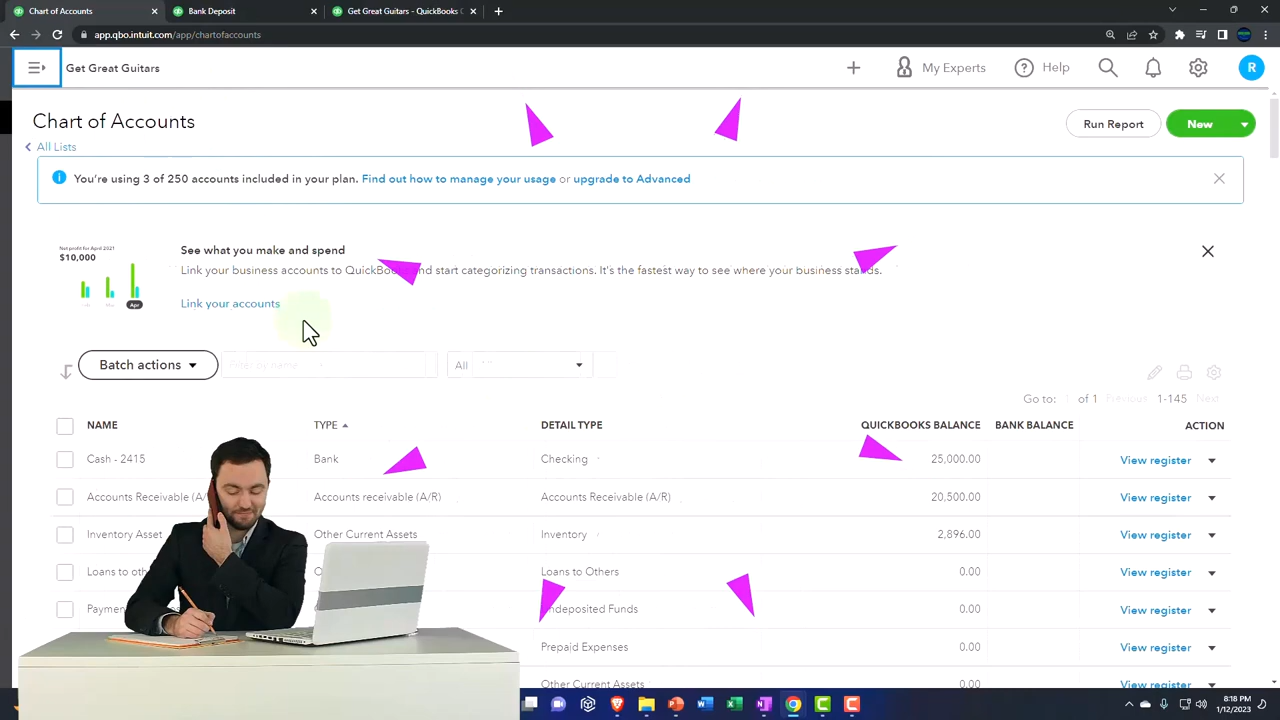 Chart of Accounts
Bank Deposit
Get Great Guitars - QuickBooks
app.qbo.intuit.com/app/chartofaccounts
Get Great Guitars
My Experts
Help
R
Chart of Accounts
All Lists
Run Report
New
You're using 3 of 250 accounts included in your plan. Find out how to manage your usage or upgrade to Advanced
Net profit for April 2021
$10,000
Apr
See what you make and spend
Link your business accounts to QuickBooks and start categorizing transactions. It's the fastest way to see where your business stands.
Link your accounts
Batch actions
Filter by name
All
Go to: 1 of 1 Previous 1-145 Next
NAME TYPE DETAIL TYPE QUICKBOOKS BALANCE BANK BALANCE ACTION
Cash - 2415 Bank Checking 25,000.00 View register
Accounts Receivable (A/ Accounts receivable (A/R) Accounts Receivable (A/R) 20,500.00 View register
Inventory Asset Other Current Assets Inventory 2,896.00 View register
Loans to oth Loans to Others 0.00 View register
Payme Undeposited Funds 0.00 View register
Prepaid Expenses 0.00 View register
Other Current Assets 0.00 View register
8:18 PM
1/12/2023